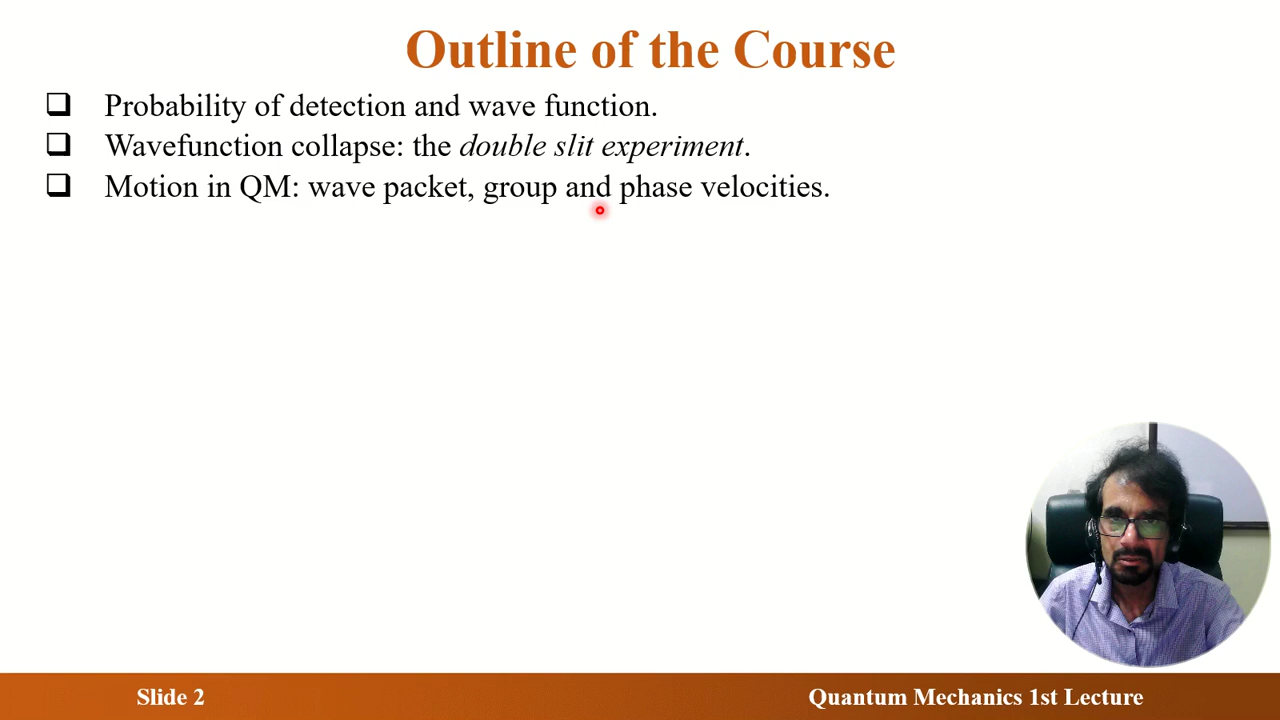 Outline of the Course
❑ Probability of detection and wave function.
❑ Wavefunction collapse: the double slit experiment.
❑ Motion in QM: wave packet, group and phase velocities.
Slide 2
Quantum Mechanics 1st Lecture